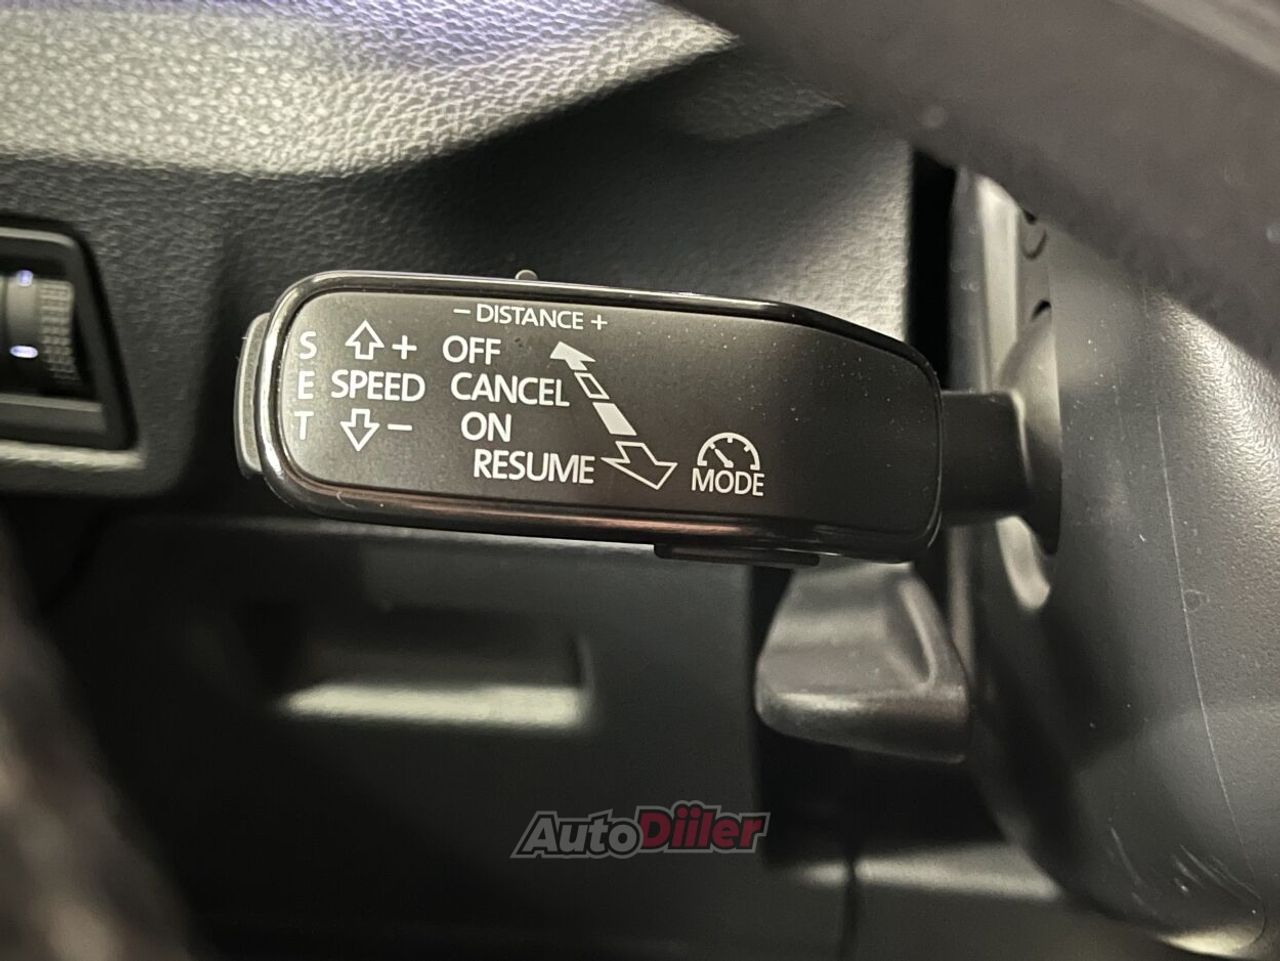 - DISTANCE +
S + OFF
E SPEED CANCEL
T - ON
RESUME
MODE
AutoDiiler